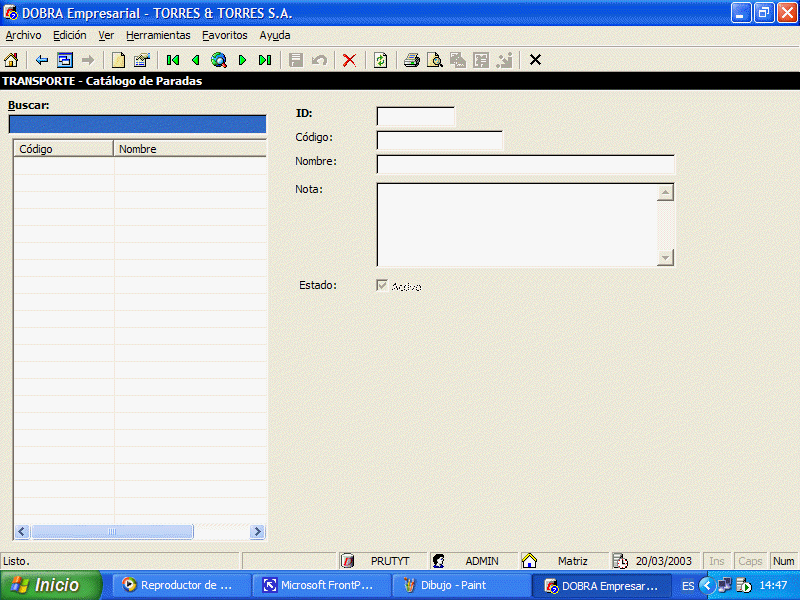 DOBRA Empresarial - TORRES & TORRES S.A.
Archivo Edición Ver Herramientas Favoritos Ayuda
TRANSPORTE - Catálogo de Paradas
Buscar:
Código Nombre
ID:
Código:
Nombre:
Nota:
Estado: Activo
Listo. PRUTYT ADMIN Matriz 20/03/2003 Ins Caps Num
Inicio Reproductor de ... Microsoft FrontP... Dibujo - Paint DOBRA Empresar... ES 14:47